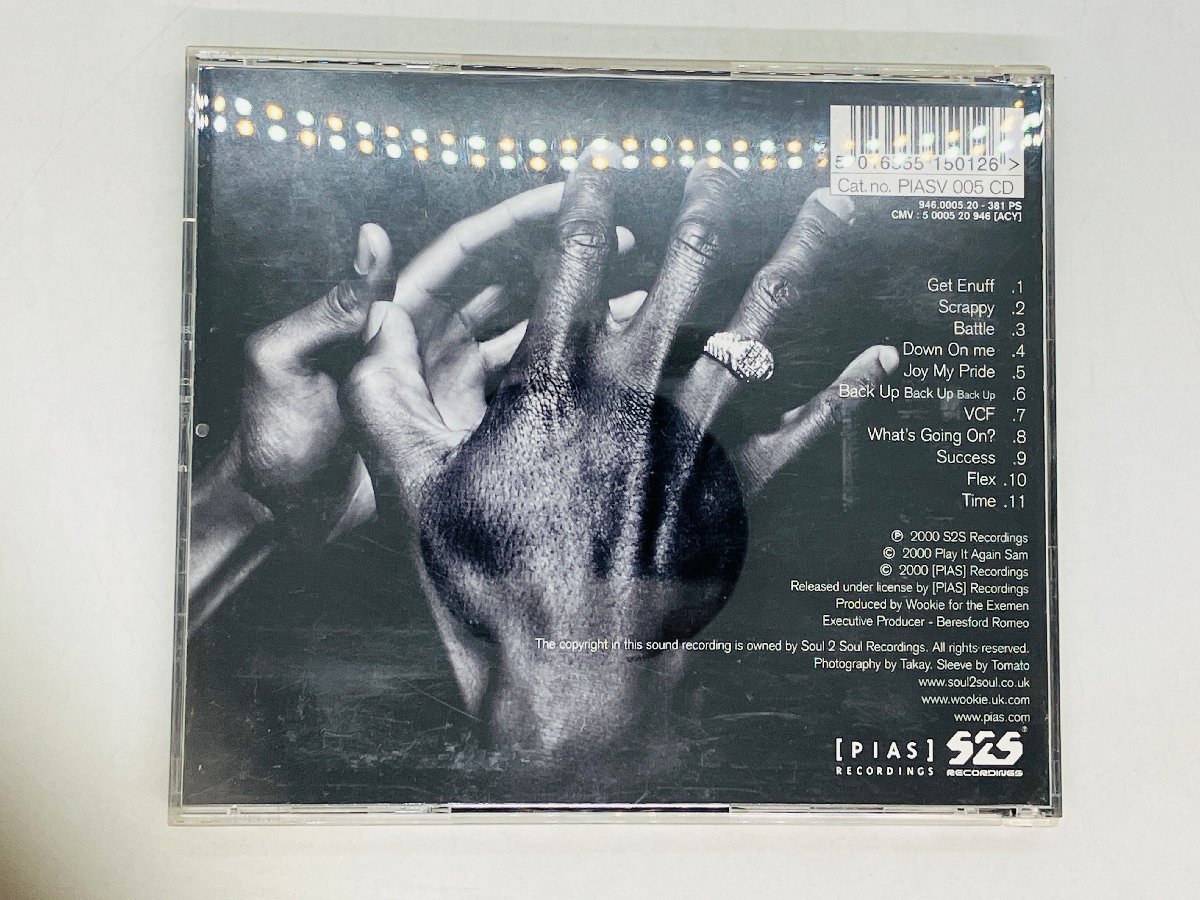 5 016555 150126 >
Cat.no. PIASV 005 CD
946.0005.20 - 381 PS
CMV : 5 0005 20 946 [ACY]
Get Enuff .1
Scrappy .2
Battle .3
Down On me .4
Joy My Pride .5
Back Up Back Up Back Up .6
VCF .7
What's Going On? .8
Success .9
Flex .10
Time .11
℗ 2000 S2S Recordings
© 2000 Play It Again Sam
© 2000 [PIAS] Recordings
Released under license by [PIAS] Recordings
Produced by Wookie for the Exemen
Executive Producer - Beresford Romeo
The copyright in this sound recording is owned by Soul 2 Soul Recordings. All rights reserved.
Photography by Takay. Sleeve by Tomato
www.soul2soul.co.uk
www.wookie.uk.com
www.pias.com
[PIAS] RECORDINGS
S2S® RECORDINGS